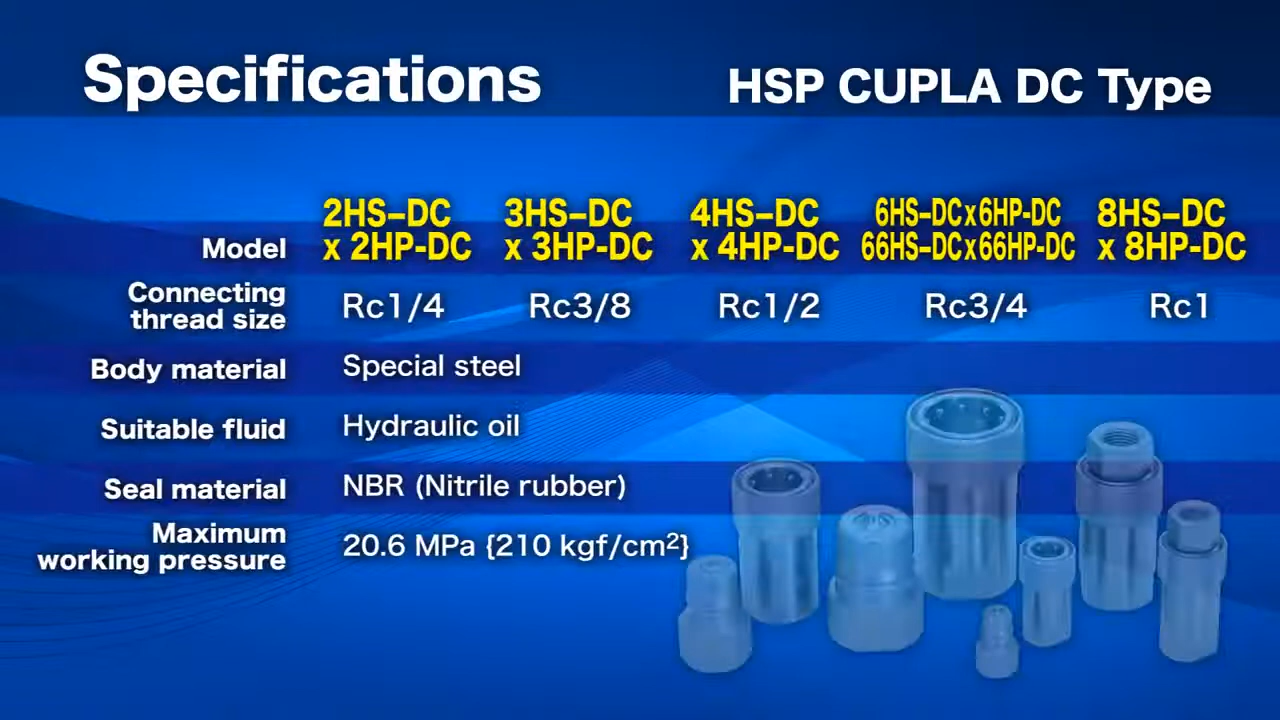 Specifications
HSP CUPLA DC Type
Model
2HS-DC
x 2HP-DC
3HS-DC
x 3HP-DC
4HS-DC
x 4HP-DC
6HS-DCx6HP-DC
66HS-DCx66HP-DC
8HS-DC
x 8HP-DC
Connecting
thread size
Rc1/4
Rc3/8
Rc1/2
Rc3/4
Rc1
Body material
Special steel
Suitable fluid
Hydraulic oil
Seal material
NBR (Nitrile rubber)
Maximum
working pressure
20.6 MPa {210 kgf/cm²}